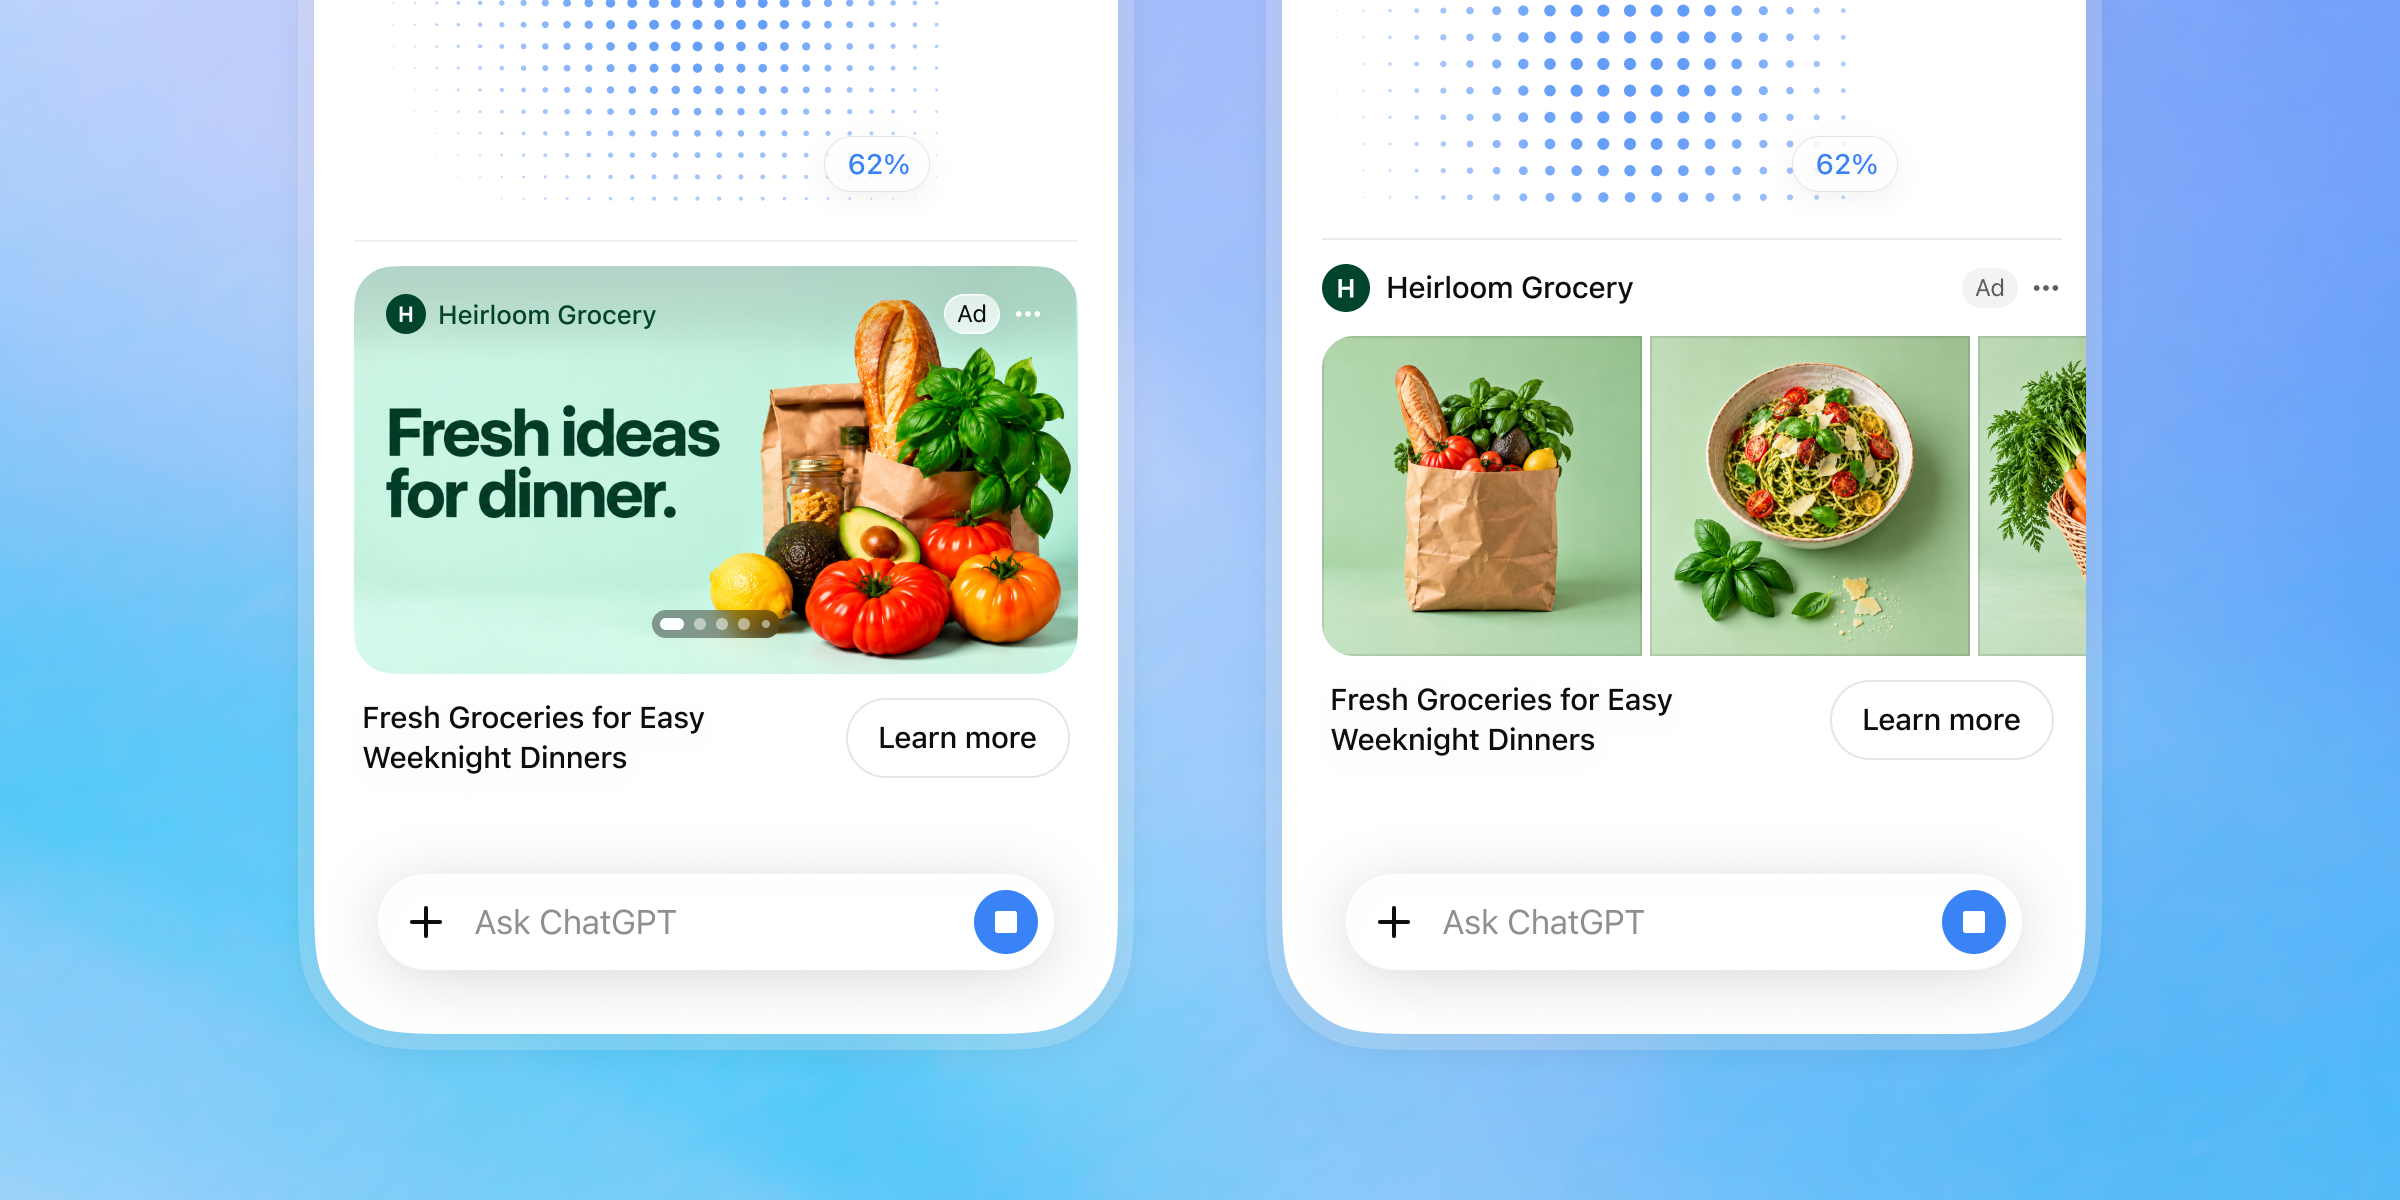 62%
H Heirloom Grocery Ad
Fresh ideas
for dinner.
Fresh Groceries for Easy
Weeknight Dinners
Learn more
Ask ChatGPT
62%
H Heirloom Grocery Ad
Fresh Groceries for Easy
Weeknight Dinners
Learn more
Ask ChatGPT